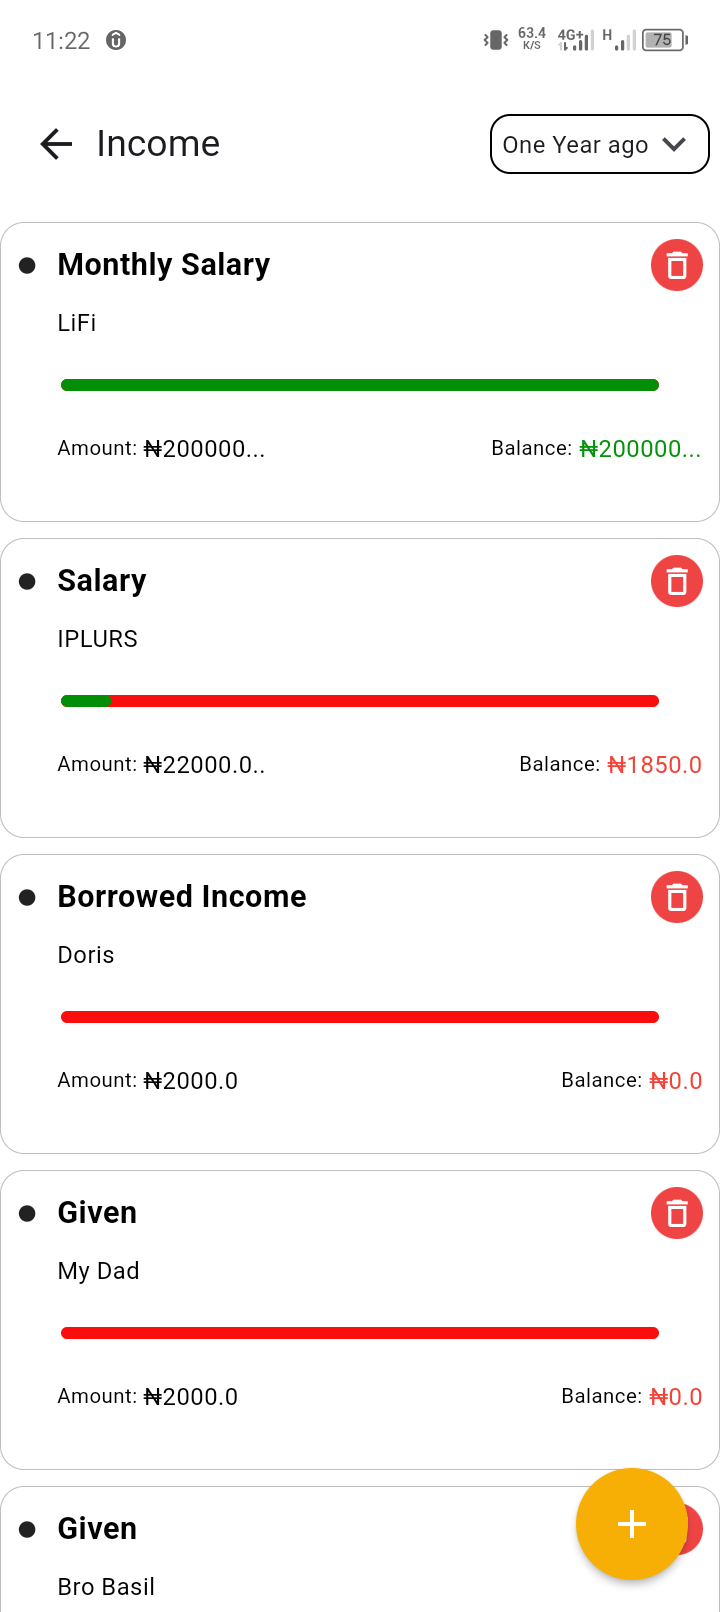 11:22 63.4 K/S 4G+ H 75
Income
One Year ago
Monthly Salary
LiFi
Amount: ₦200000... Balance: ₦200000...
Salary
IPLURS
Amount: ₦22000.0.. Balance: ₦1850.0
Borrowed Income
Doris
Amount: ₦2000.0 Balance: ₦0.0
Given
My Dad
Amount: ₦2000.0 Balance: ₦0.0
Given
Bro Basil